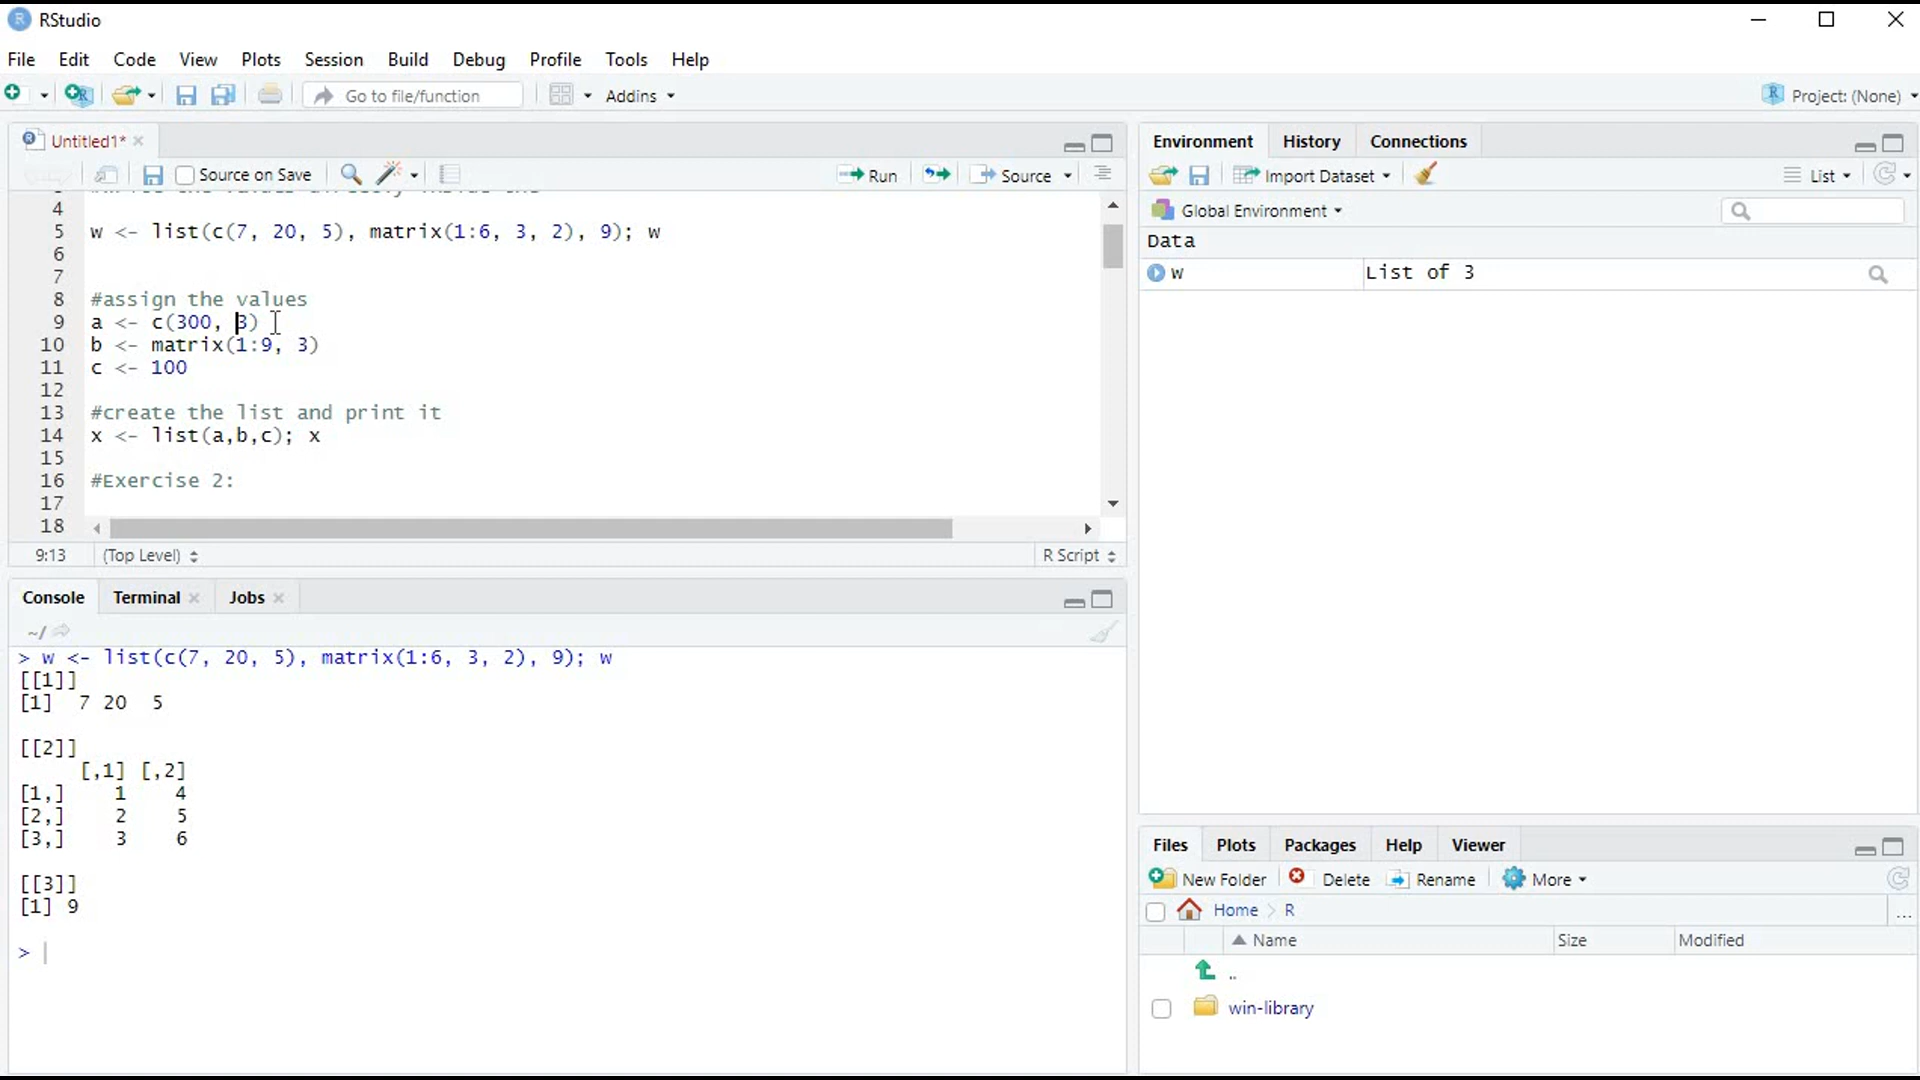 RStudio
File Edit Code View Plots Session Build Debug Profile Tools Help
Go to file/function Addins Project: (None)
Untitled1*
Source on Save Run Source
4
5 w <- list(c(7, 20, 5), matrix(1:6, 3, 2), 9); w
6
7
8 #assign the values
9 a <- c(300, 3)
10 b <- matrix(1:9, 3)
11 c <- 100
12
13 #create the list and print it
14 x <- list(a,b,c); x
15
16 #Exercise 2:
17
18
9:13 (Top Level) R Script
Console Terminal Jobs
~/
> w <- list(c(7, 20, 5), matrix(1:6, 3, 2), 9); w
[[1]]
[1] 7 20 5
[[2]]
[,1] [,2]
[1,] 1 4
[2,] 2 5
[3,] 3 6
[[3]]
[1] 9
>
Environment History Connections
Import Dataset List
Global Environment
Data
w List of 3
Files Plots Packages Help Viewer
New Folder Delete Rename More
Home > R ...
Name Size Modified
..
win-library